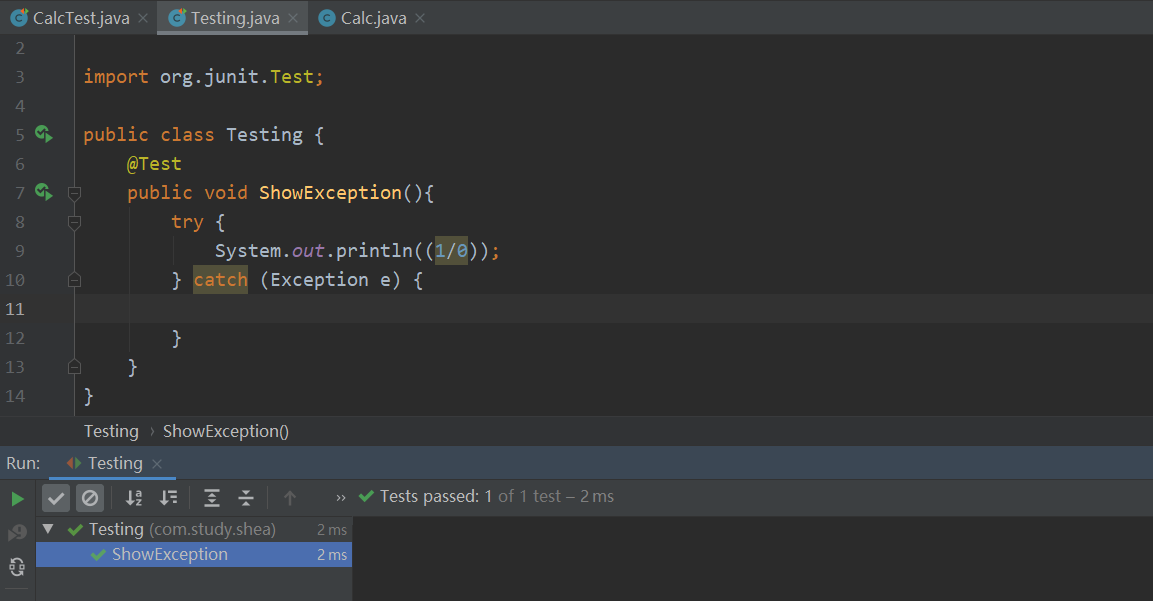 CalcTest.java Testing.java Calc.java
2
3 import org.junit.Test;
4
5 public class Testing {
6 @Test
7 public void ShowException(){
8 try {
9 System.out.println((1/0));
10 } catch (Exception e) {
11
12 }
13 }
14 }
Testing › ShowException()
Run: Testing
» Tests passed: 1 of 1 test – 2 ms
Testing (com.study.shea) 2 ms
ShowException 2 ms